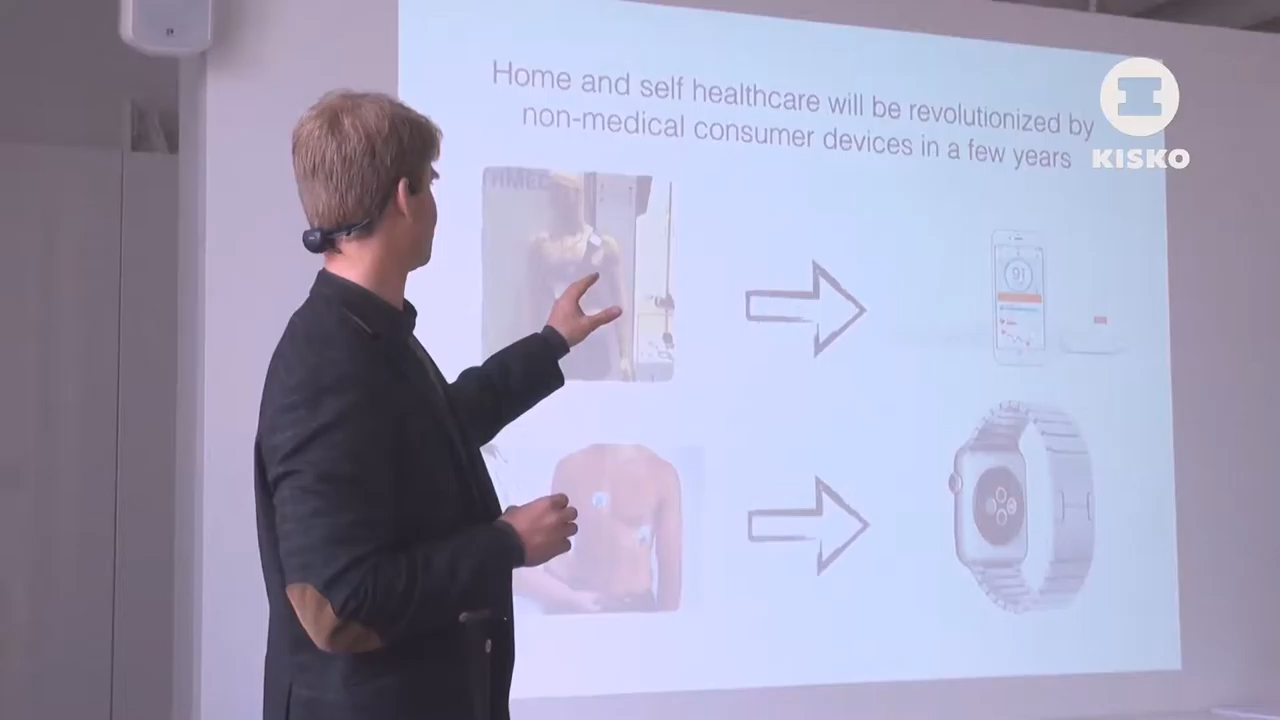 Home and self healthcare will be revolutionized by
non-medical consumer devices in a few years
KISKO
91